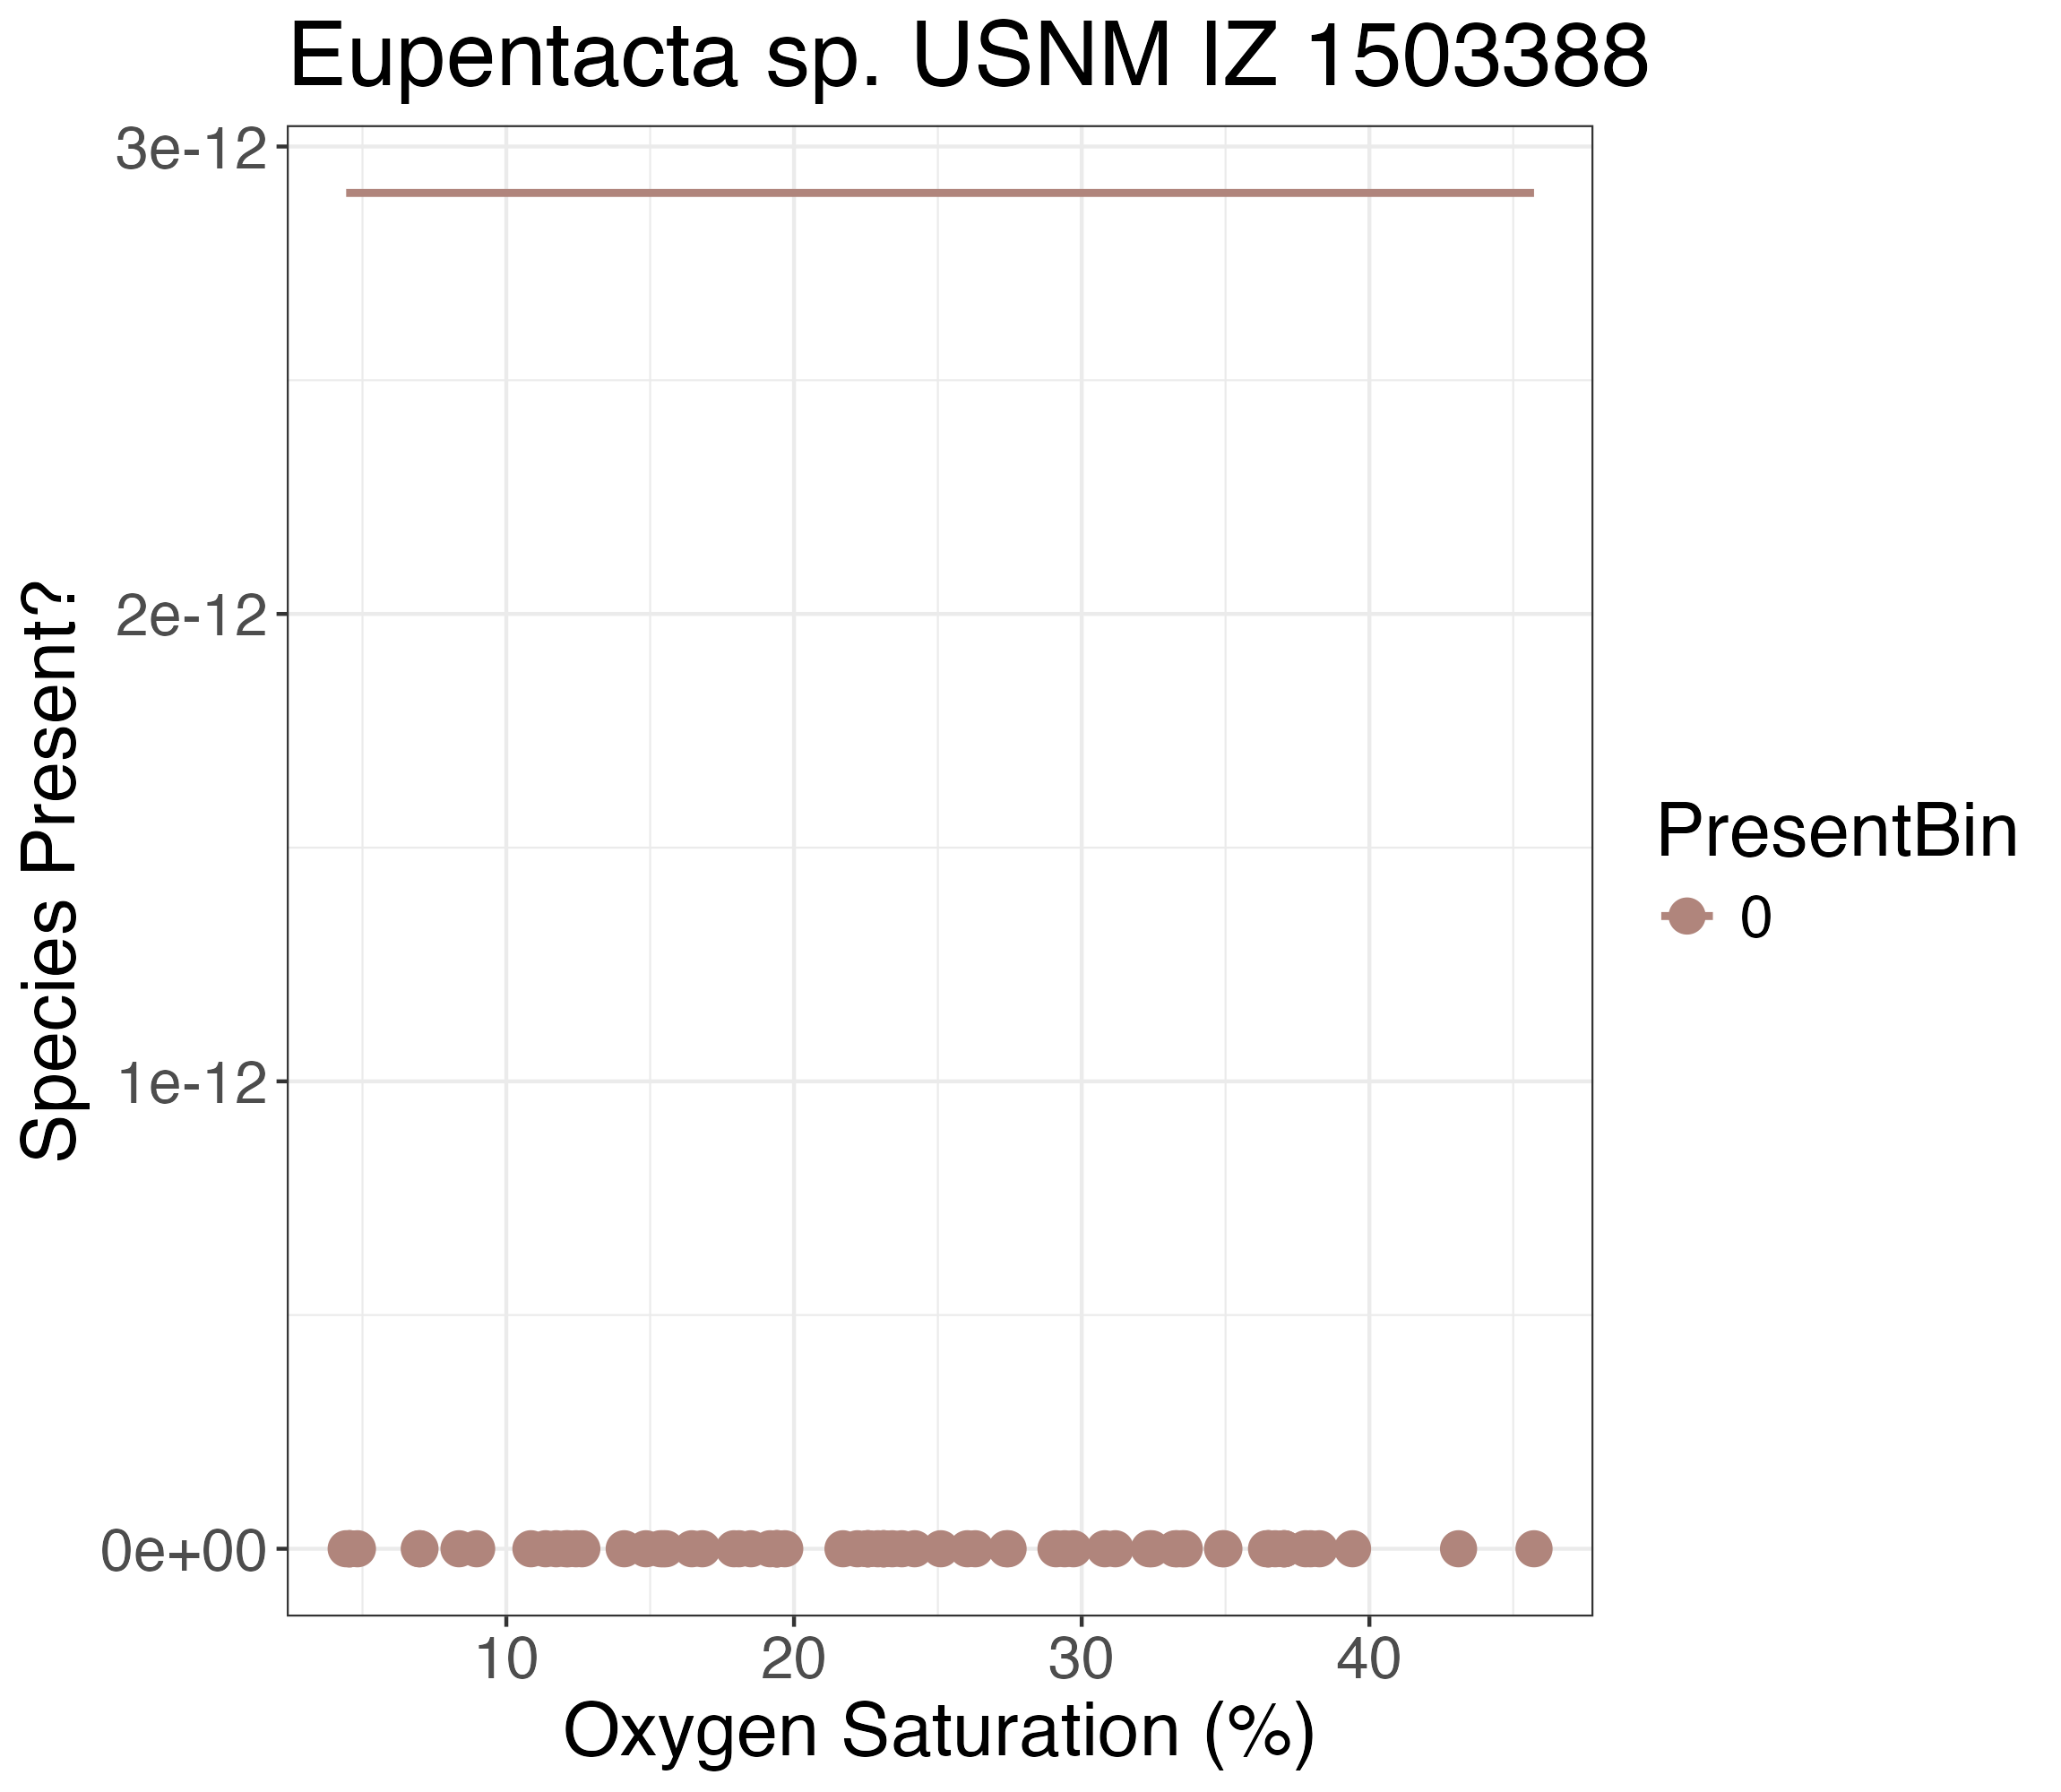 Eupentacta sp. USNM IZ 1503388
3e-12
2e-12
1e-12
0e+00
Species Present?
10 20 30 40
Oxygen Saturation (%)
PresentBin
0